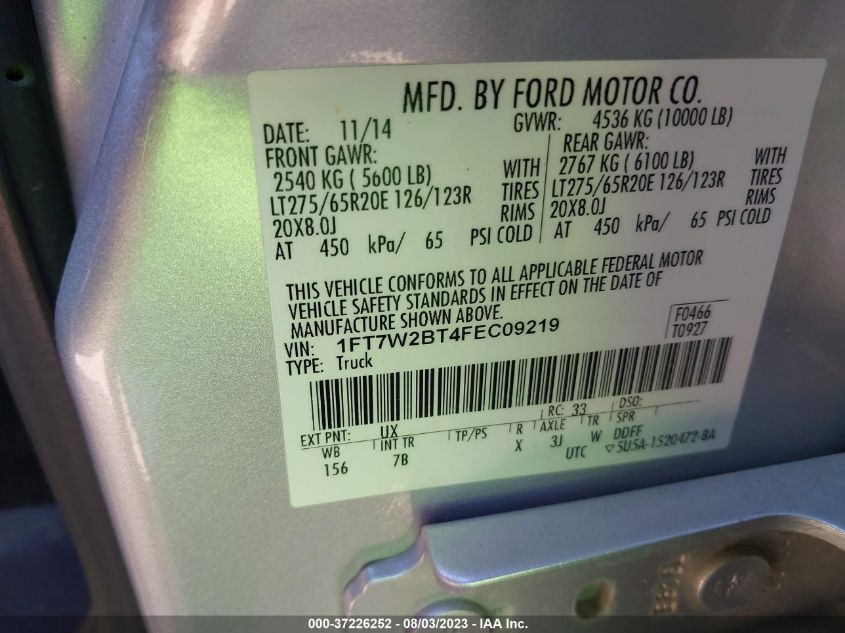 MFD. BY FORD MOTOR CO.
DATE: 11/14 GVWR: 4536 KG (10000 LB)
FRONT GAWR: REAR GAWR:
2540 KG ( 5600 LB) WITH 2767 KG ( 6100 LB) WITH
LT275/65R20E 126/123R TIRES LT275/65R20E 126/123R TIRES
20X8.0J RIMS 20X8.0J RIMS
AT 450 kPa/ 65 PSI COLD AT 450 kPa/ 65 PSI COLD
THIS VEHICLE CONFORMS TO ALL APPLICABLE FEDERAL MOTOR
VEHICLE SAFETY STANDARDS IN EFFECT ON THE DATE OF
MANUFACTURE SHOWN ABOVE. F0466
VIN: 1FT7W2BT4FEC09219 T0927
TYPE: Truck
EXT PNT: UX RC: 33 DSO:
WB INT TR TP/PS R AXLE TR SPR
156 7B X 3J W DDFF
UTC ▽5U5A-1520472-BA
000-37226252 - 08/03/2023 - IAA Inc.